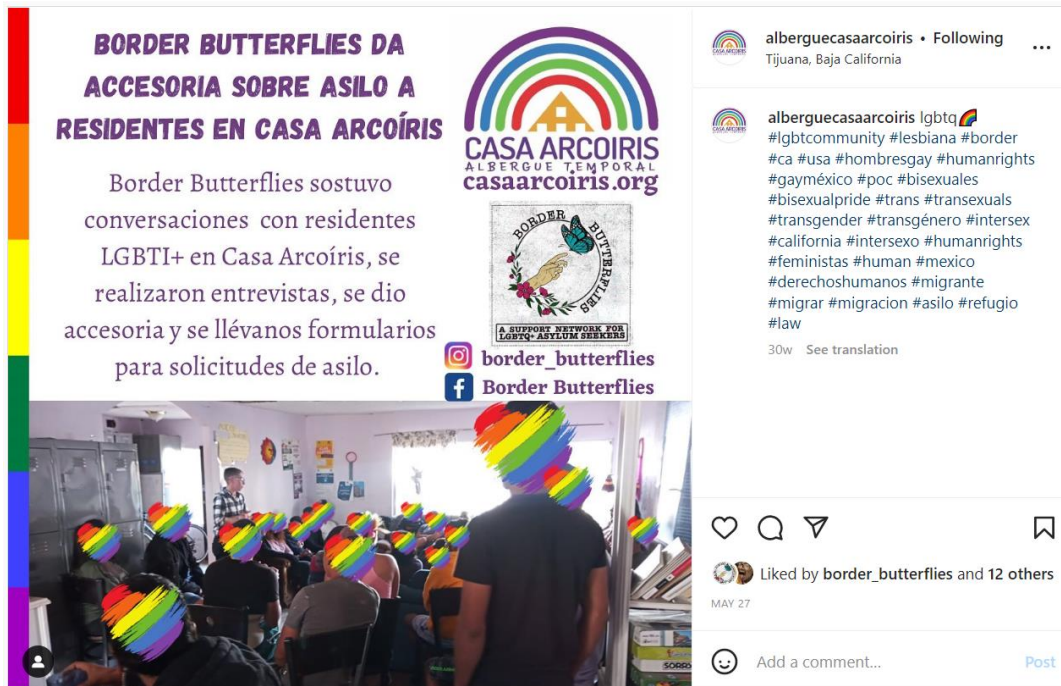 BORDER BUTTERFLIES DA
ACCESORIA SOBRE ASILO A
RESIDENTES EN CASA ARCOÍRIS
Border Butterflies sostuvo
conversaciones con residentes
LGBTI+ en Casa Arcoíris, se
realizaron entrevistas, se dio
accesoria y se llévanos formularios
para solicitudes de asilo.
CASA ARCOIRIS
ALBERGUE TEMPORAL
casaarcoiris.org
BORDER BUTTERFLIES
A SUPPORT NETWORK FOR
LGBTQ+ ASYLUM SEEKERS
border_butterflies
Border Butterflies
SORRY
alberguecasaarcoiris • Following
Tijuana, Baja California
alberguecasaarcoiris lgbtq🌈
#lgbtcommunity #lesbiana #border
#ca #usa #hombresgay #humanrights
#gayméxico #poc #bisexuales
#bisexualpride #trans #transexuals
#transgender #transgénero #intersex
#california #intersexo #humanrights
#feministas #human #mexico
#derechoshumanos #migrante
#migrar #migracion #asilo #refugio
#law
30w See translation
Liked by border_butterflies and 12 others
MAY 27
Add a comment...
Post